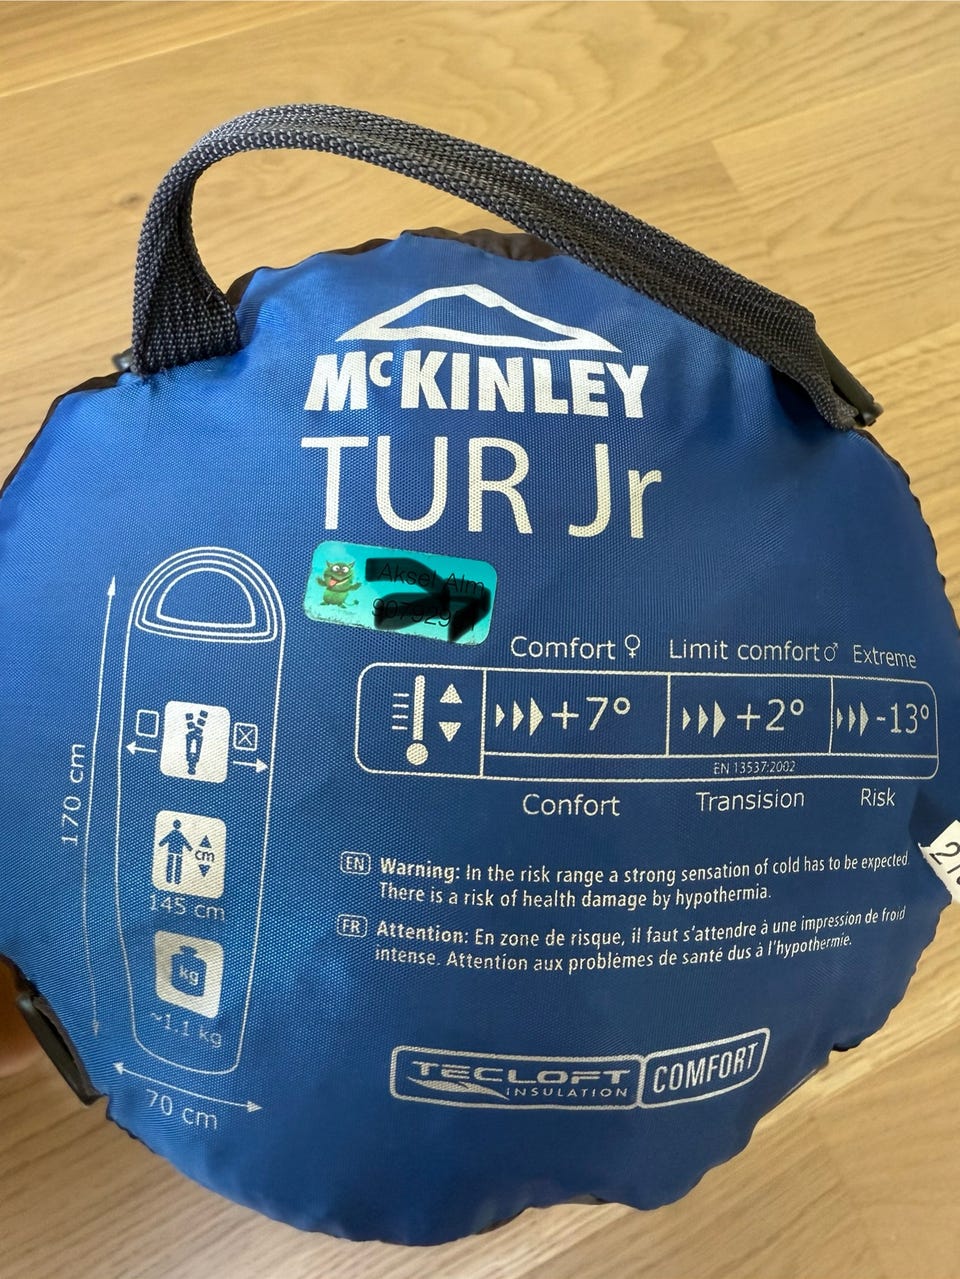 McKINLEY
TUR Jr
Comfort ♀ Limit comfort ♂ Extreme
+7° +2° -13°
EN 13537:2002
Confort Transision Risk
170 cm
cm
145 cm
kg
~1.1 kg
70 cm
EN Warning: In the risk range a strong sensation of cold has to be expected.
There is a risk of health damage by hypothermia.
FR Attention: En zone de risque, il faut s'attendre à une impression de froid
intense. Attention aux problèmes de santé dus à l'hypothermie.
TECLOFT COMFORT
INSULATION